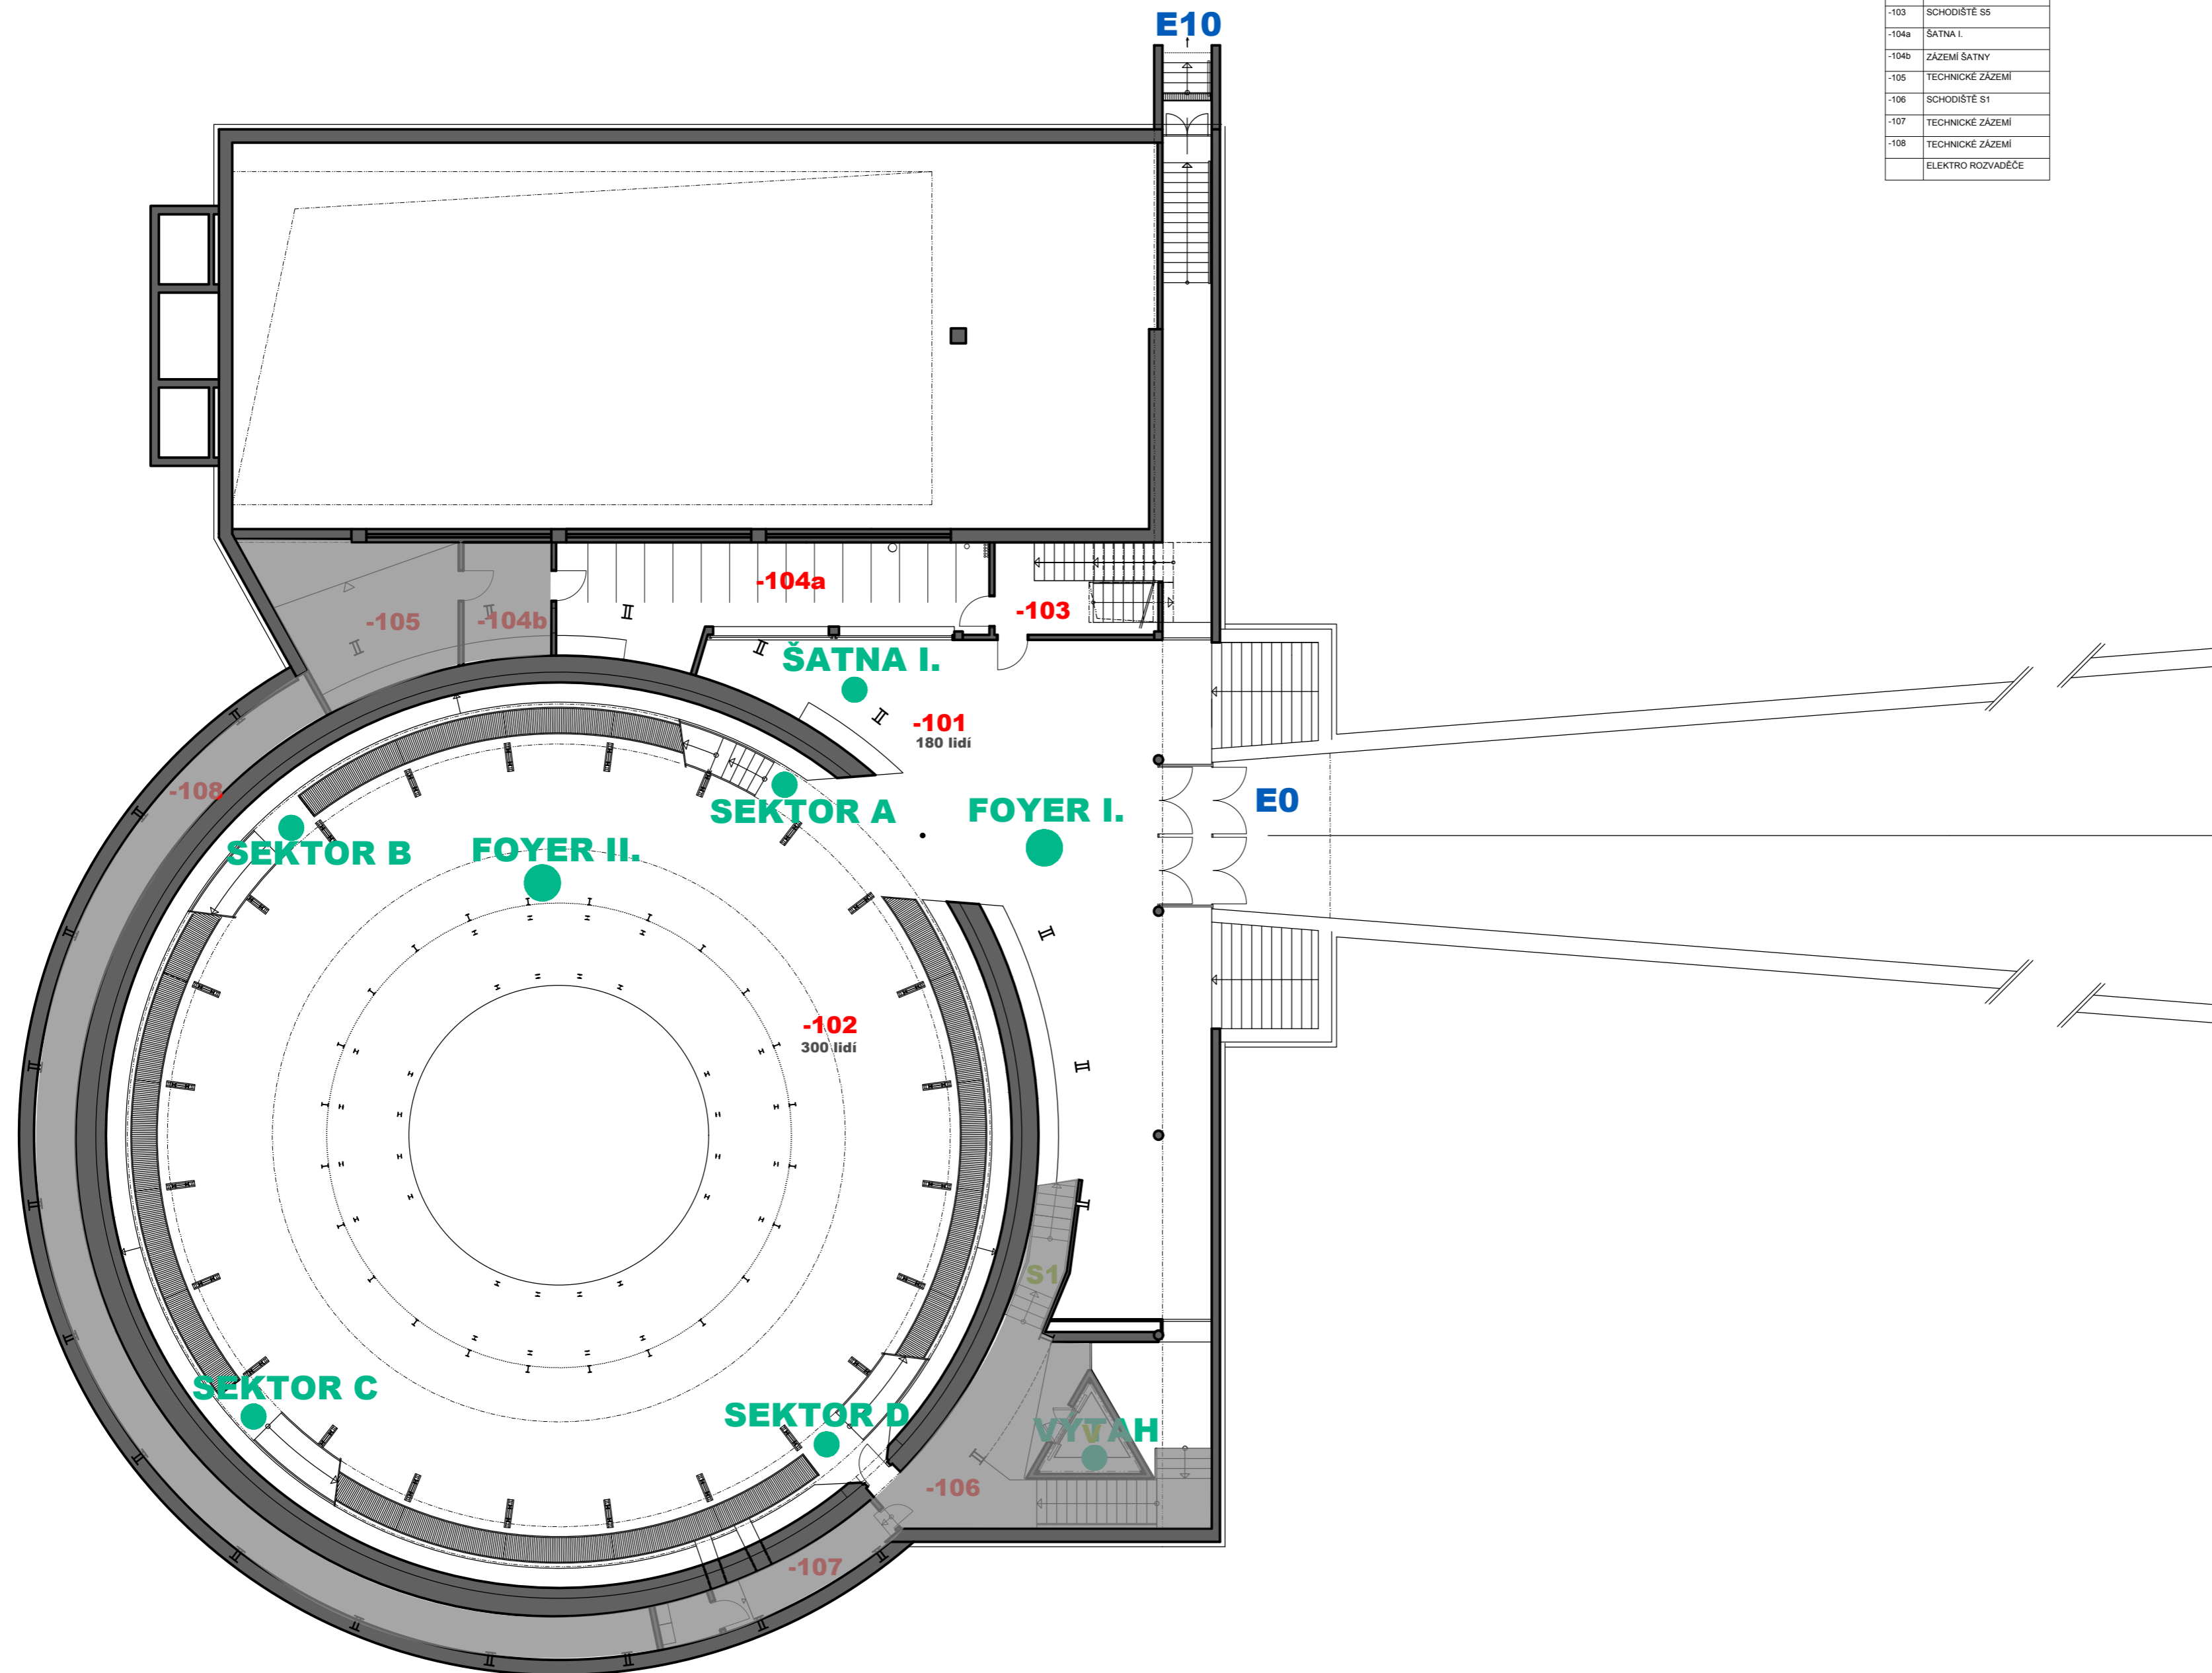 E10
-103 SCHODIŠTĚ S5
-104a ŠATNA I.
-104b ZÁZEMÍ ŠATNY
-105 TECHNICKÉ ZÁZEMÍ
-106 SCHODIŠTĚ S1
-107 TECHNICKÉ ZÁZEMÍ
-108 TECHNICKÉ ZÁZEMÍ
ELEKTRO ROZVADĚČE
-104a
-103
-105
-104b
ŠATNA I.
-101
180 lidí
-108
SEKTOR A
FOYER I.
E0
SEKTOR B
FOYER II.
-102
300 lidí
S1
SEKTOR C
SEKTOR D
VÝTAH
V
-106
-107